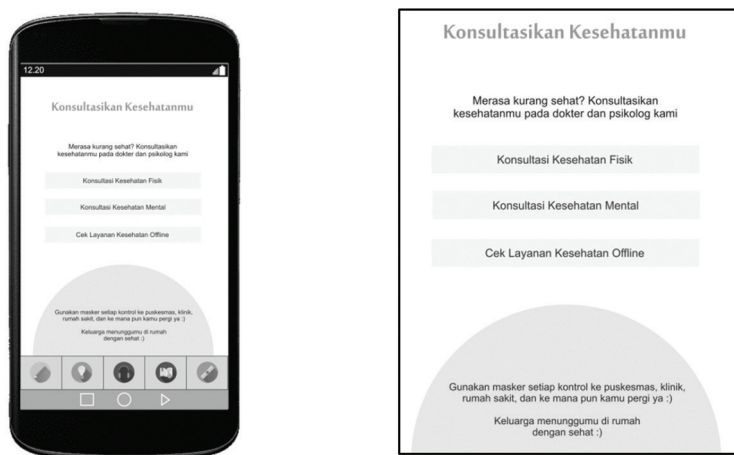 12.20
Konsultasikan Kesehatanmu
Merasa kurang sehat? Konsultasikan
kesehatanmu pada dokter dan psikolog kami
Konsultasi Kesehatan Fisik
Konsultasi Kesehatan Mental
Cek Layanan Kesehatan Offline
Gunakan masker setiap kontrol ke puskesmas, klinik,
rumah sakit, dan ke mana pun kamu pergi ya :)
Keluarga menunggumu di rumah
dengan sehat :)
Konsultasikan Kesehatanmu
Merasa kurang sehat? Konsultasikan
kesehatanmu pada dokter dan psikolog kami
Konsultasi Kesehatan Fisik
Konsultasi Kesehatan Mental
Cek Layanan Kesehatan Offline
Gunakan masker setiap kontrol ke puskesmas, klinik,
rumah sakit, dan ke mana pun kamu pergi ya :)
Keluarga menunggumu di rumah
dengan sehat :)